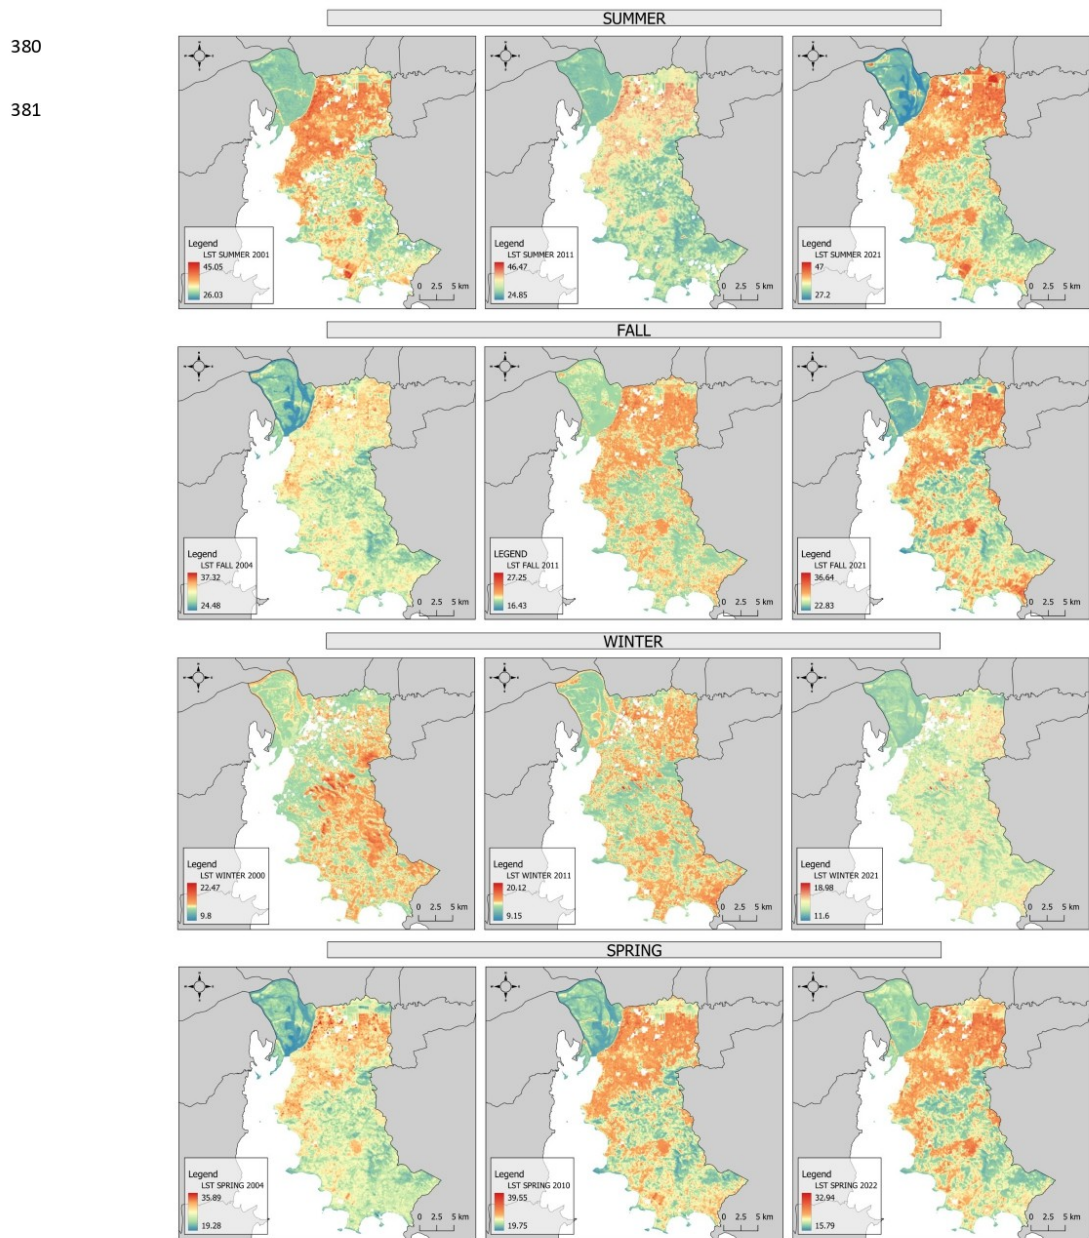 SUMMER
380
381
Legend
LST SUMMER 2001
45.05
26.03
0 2.5 5 km
Legend
LST SUMMER 2011
46.47
24.85
0 2.5 5 km
Legend
LST SUMMER 2021
47
27.2
0 2.5 5 km
FALL
Legend
LST FALL 2004
37.32
24.48
0 2.5 5 km
LEGEND
LST FALL 2011
27.25
16.43
0 2.5 5 km
Legend
LST FALL 2021
36.64
22.83
0 2.5 5 km
WINTER
Legend
LST WINTER 2000
22.47
9.8
0 2.5 5 km
Legend
LST WINTER 2011
20.12
9.15
0 2.5 5 km
Legend
LST WINTER 2021
18.98
11.6
0 2.5 5 km
SPRING
Legend
LST SPRING 2004
35.89
19.28
0 2.5 5 km
Legend
LST SPRING 2010
39.55
19.75
0 2.5 5 km
Legend
LST SPRING 2022
32.94
15.79
0 2.5 5 km